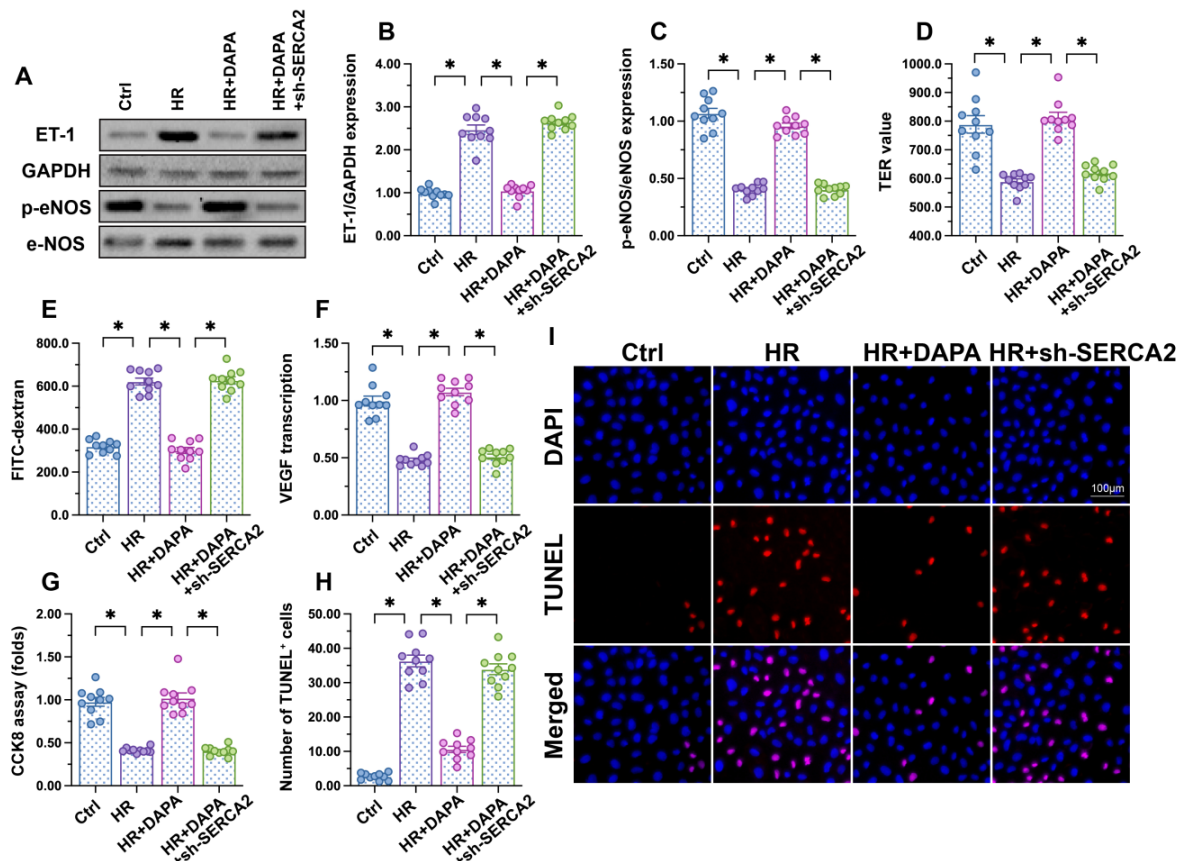 A
Ctrl
HR
HR+DAPA
HR+DAPA
+sh-SERCA2
ET-1
GAPDH
p-eNOS
e-NOS
B
ET-1/GAPDH expression
4.00
3.00
2.00
1.00
0.00
* * *
Ctrl
HR
HR+DAPA
HR+DAPA
+sh-SERCA2
C
p-eNOS/eNOS expression
1.50
1.00
0.50
0.00
* * *
Ctrl
HR
HR+DAPA
HR+DAPA
+sh-SERCA2
D
TER value
1000.0
900.0
800.0
700.0
600.0
500.0
400.0
* * *
Ctrl
HR
HR+DAPA
HR+DAPA
+sh-SERCA2
E
FITC-dextran
800.0
600.0
400.0
200.0
0.0
* * *
Ctrl
HR
HR+DAPA
HR+DAPA
+sh-SERCA2
F
VEGF transcription
1.50
1.00
0.50
0.00
* * *
Ctrl
HR
HR+DAPA
HR+DAPA
+sh-SERCA2
G
CCK8 assay (folds)
2.00
1.50
1.00
0.50
0.00
* * *
Ctrl
HR
HR+DAPA
HR+DAPA
+sh-SERCA2
H
Number of TUNEL⁺ cells
50.00
40.00
30.00
20.00
10.00
0.00
* * *
Ctrl
HR
HR+DAPA
HR+DAPA
+sh-SERCA2
I
Ctrl HR HR+DAPA HR+sh-SERCA2
DAPI
100μm
TUNEL
Merged